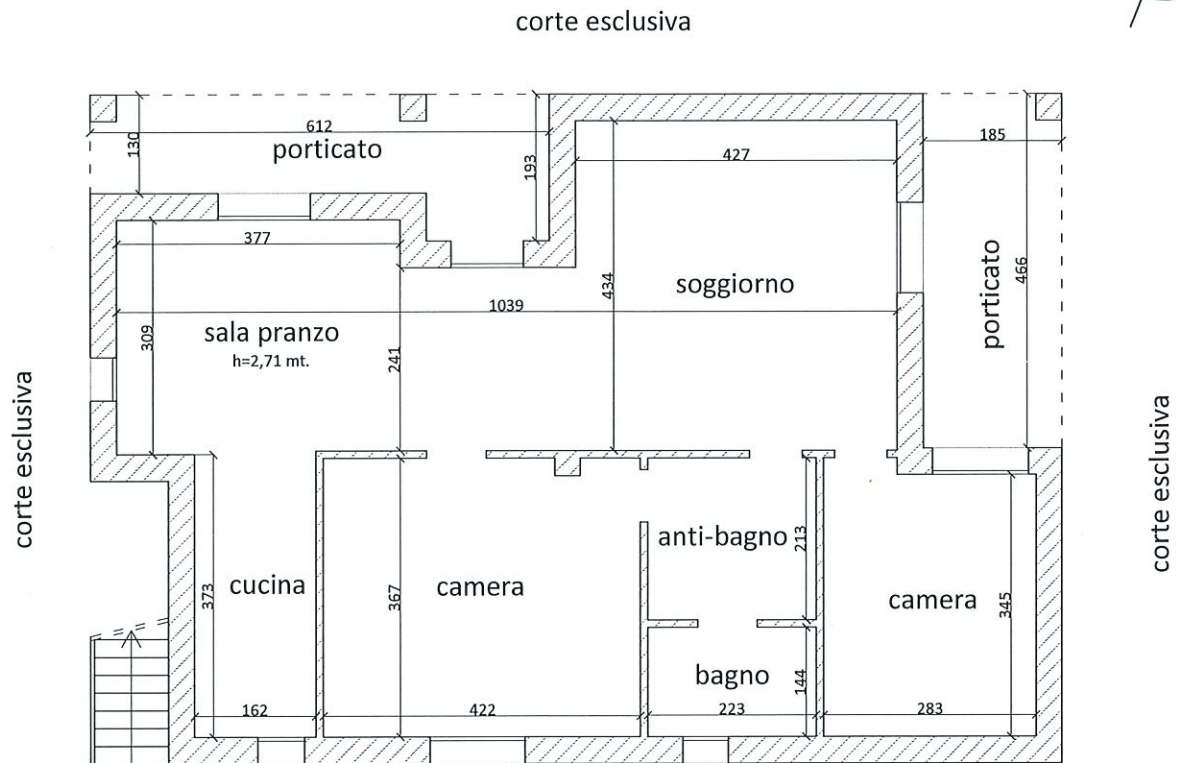 corte esclusiva
612
130
porticato
193
427
185
377
434
soggiorno
porticato
466
1039
309
sala pranzo
h=2,71 mt.
241
corte esclusiva
corte esclusiva
373
cucina
367
camera
anti-bagno
213
camera
345
bagno
144
162
422
223
283